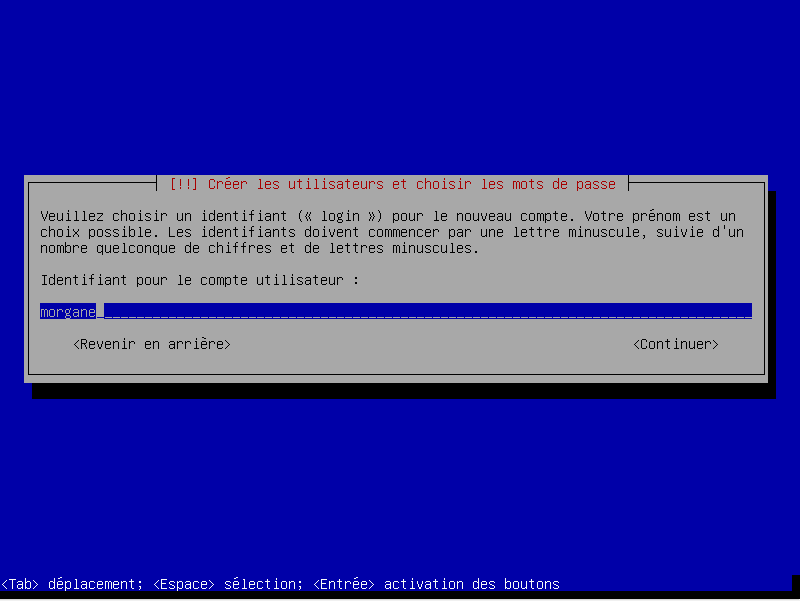 [!!] Créer les utilisateurs et choisir les mots de passe
Veuillez choisir un identifiant (« login ») pour le nouveau compte. Votre prénom est un
choix possible. Les identifiants doivent commencer par une lettre minuscule, suivie d'un
nombre quelconque de chiffres et de lettres minuscules.
Identifiant pour le compte utilisateur :
morgane
<Revenir en arrière> <Continuer>
<Tab> déplacement; <Espace> sélection; <Entrée> activation des boutons